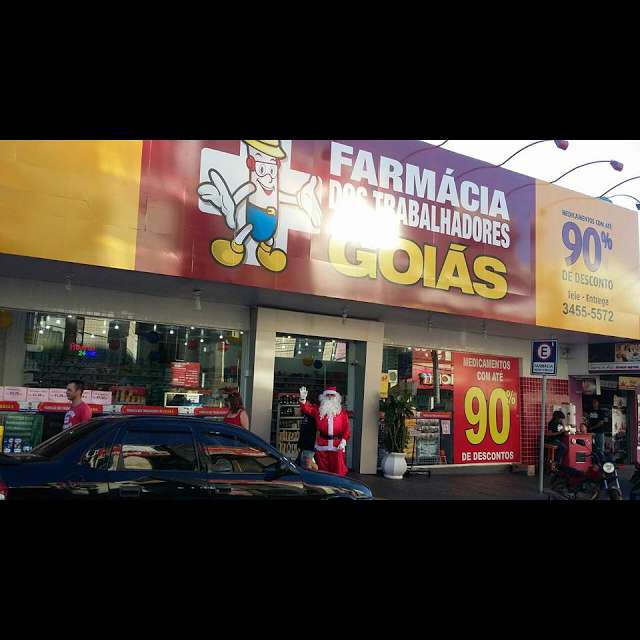 FARMÁCIA
DOS TRABALHADORES
GOIÁS
MEDICAMENTOS COM ATÉ
90%
DE DESCONTO
Tele - Entrega
3455-5572
MEDICAMENTOS
COM ATÉ
90%
DE DESCONTOS
E